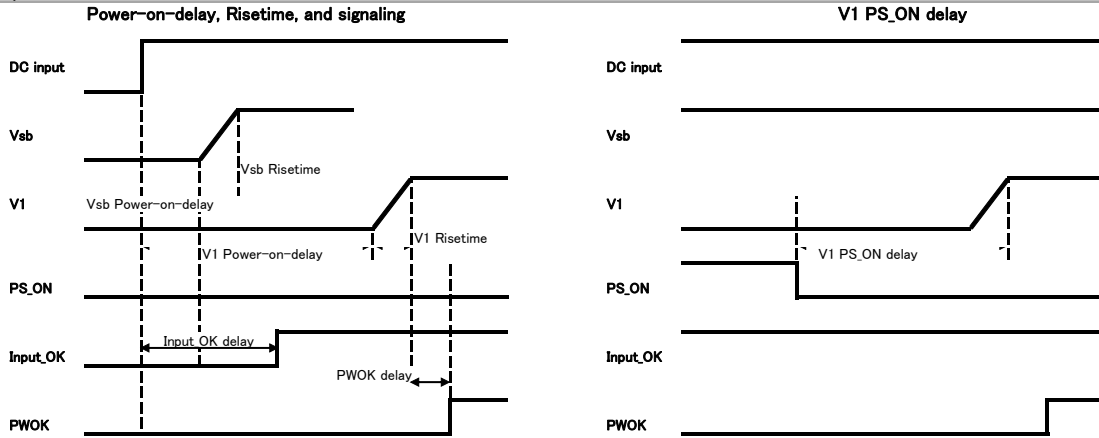 Power-on-delay, Risetime, and signaling
DC input
Vsb
Vsb Risetime
V1
Vsb Power-on-delay
V1 Risetime
V1 Power-on-delay
PS_ON
Input OK delay
Input_OK
PWOK delay
PWOK
V1 PS_ON delay
DC input
Vsb
V1
V1 PS_ON delay
PS_ON
Input_OK
PWOK